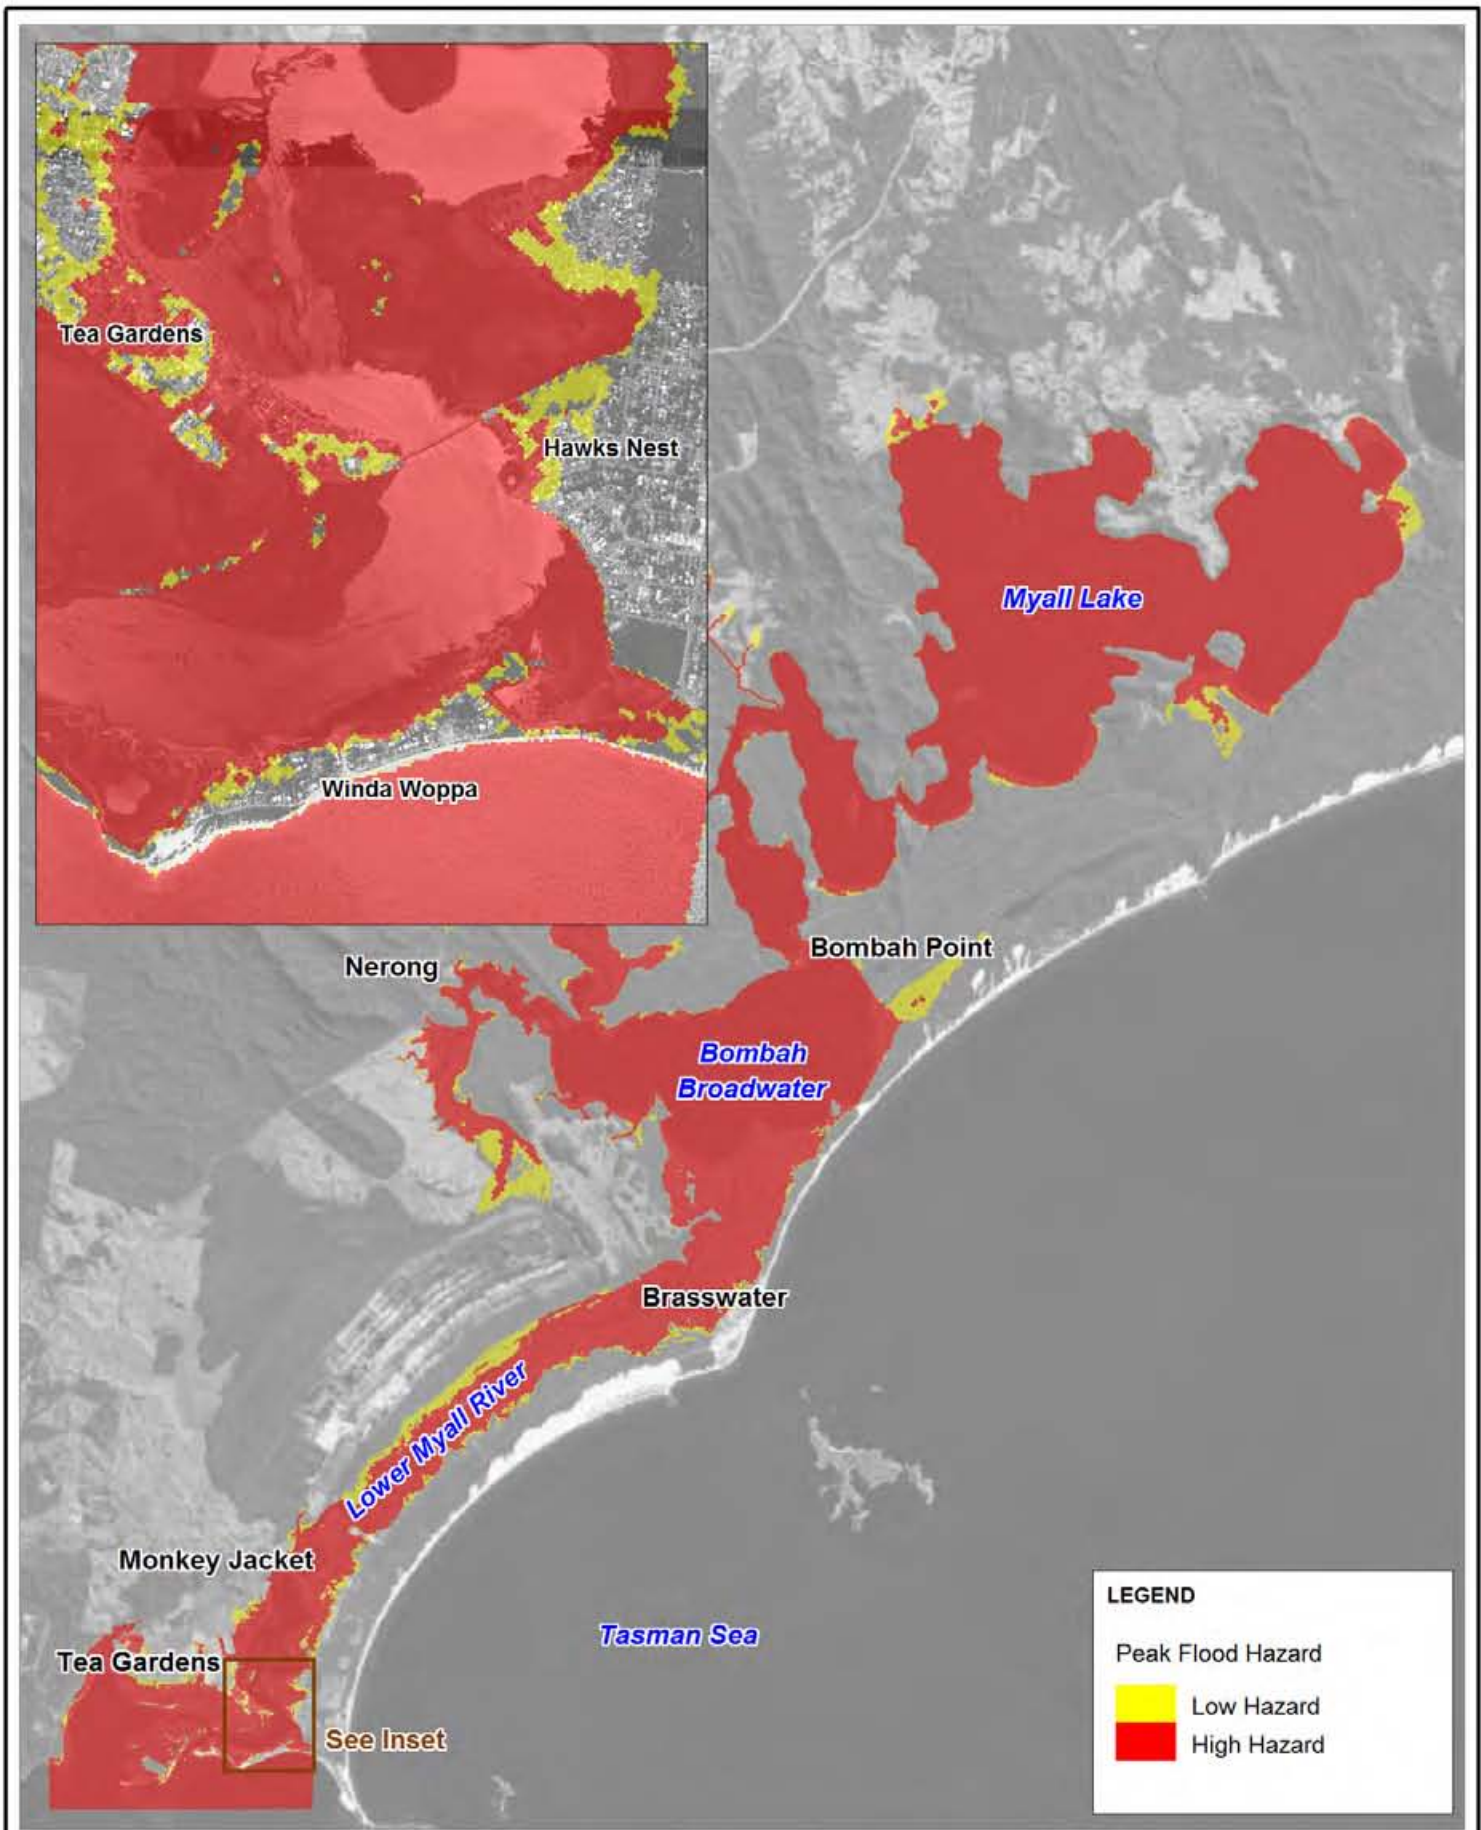 Tea Gardens
Hawks Nest
Winda Woppa
Myall Lake
Bombah Point
Nerong
Bombah
Broadwater
Brasswater
Lower Myall River
Monkey Jacket
Tasman Sea
Tea Gardens
See Inset
LEGEND
Peak Flood Hazard
Low Hazard
High Hazard